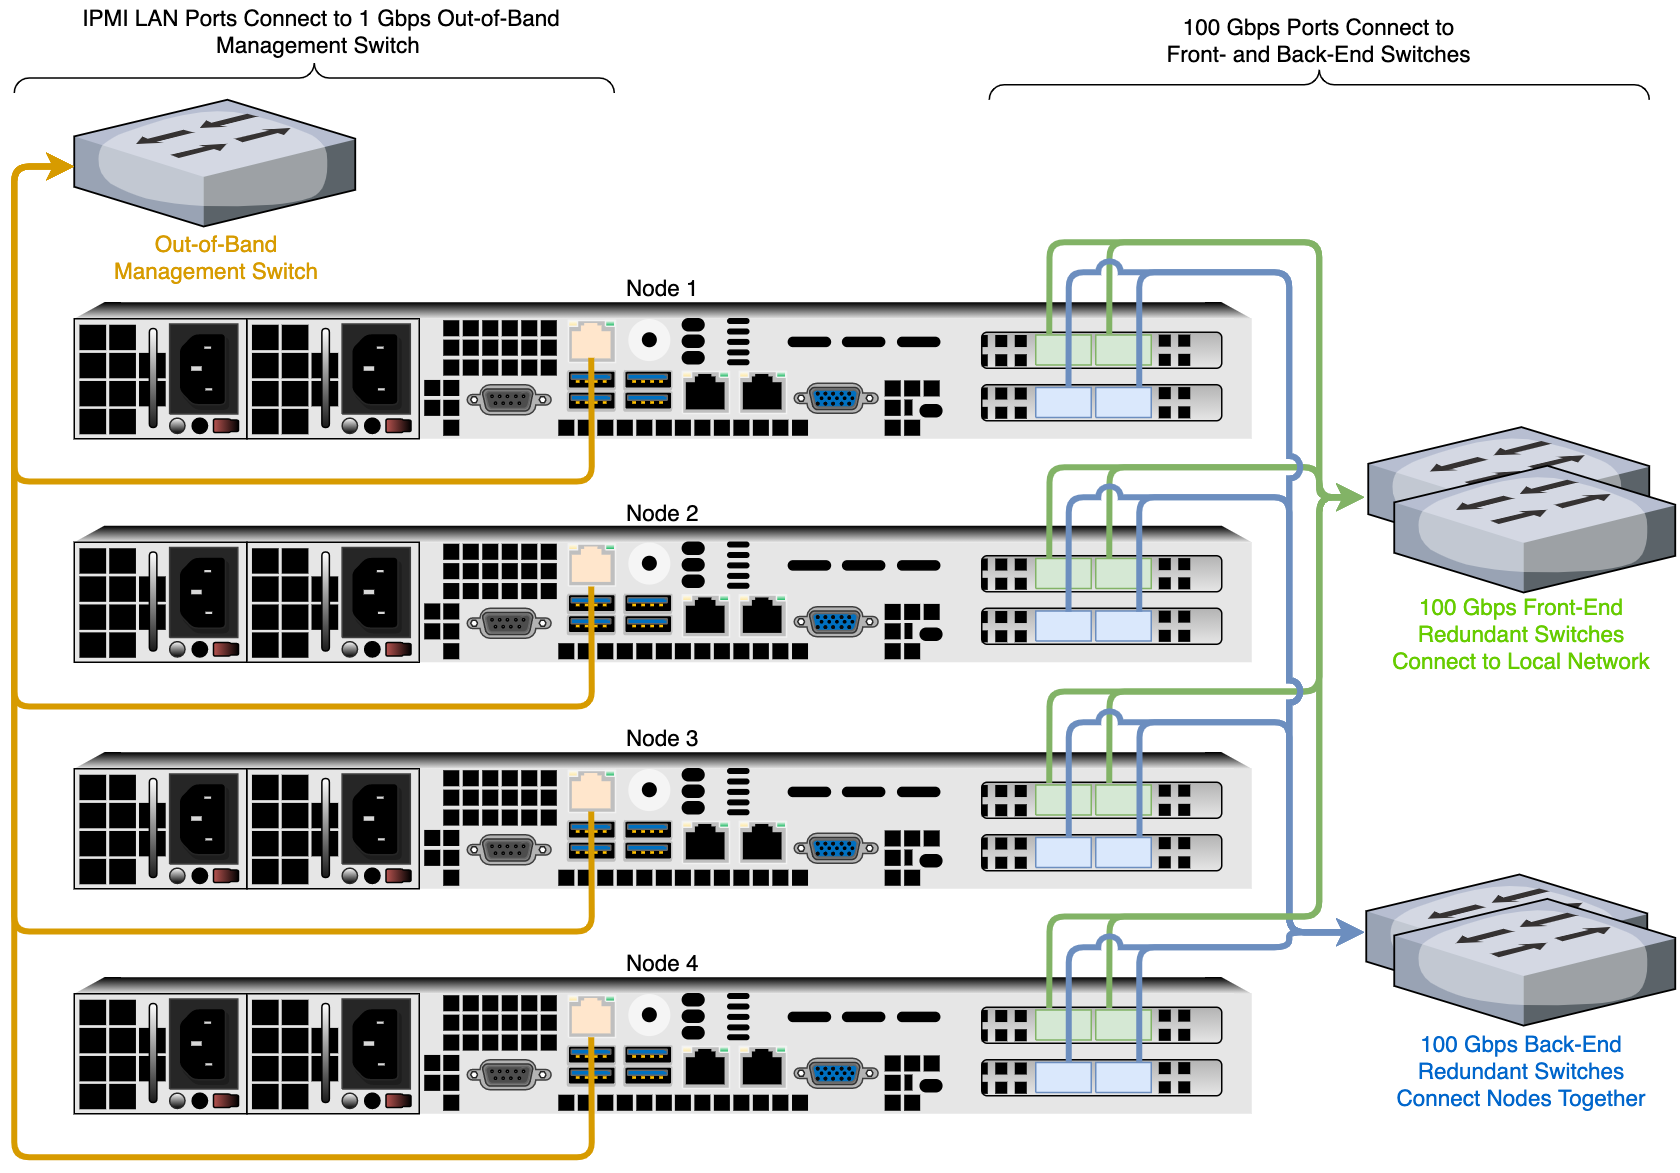 IPMI LAN Ports Connect to 1 Gbps Out-of-Band
Management Switch
100 Gbps Ports Connect to
Front- and Back-End Switches
Out-of-Band
Management Switch
Node 1
Node 2
100 Gbps Front-End
Redundant Switches
Connect to Local Network
Node 3
Node 4
100 Gbps Back-End
Redundant Switches
Connect Nodes Together